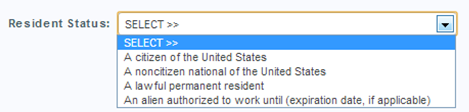 Resident Status: SELECT >>
SELECT >>
A citizen of the United States
A noncitizen national of the United States
A lawful permanent resident
An alien authorized to work until (expiration date, if applicable)